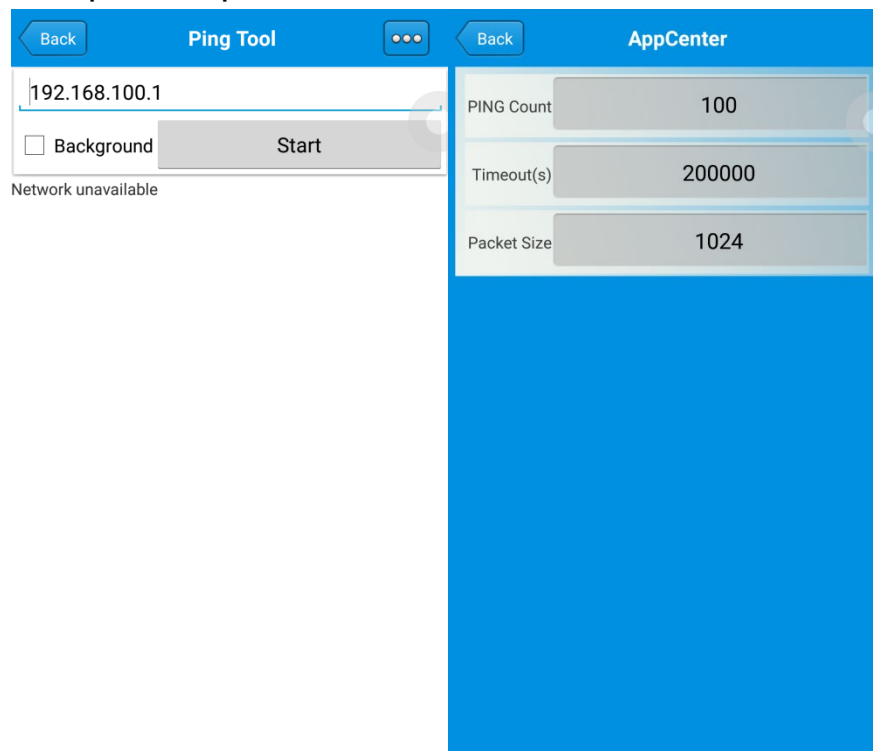 Back
Ping Tool
192.168.100.1
Background
Start
Network unavailable
Back
AppCenter
PING Count
100
Timeout(s)
200000
Packet Size
1024